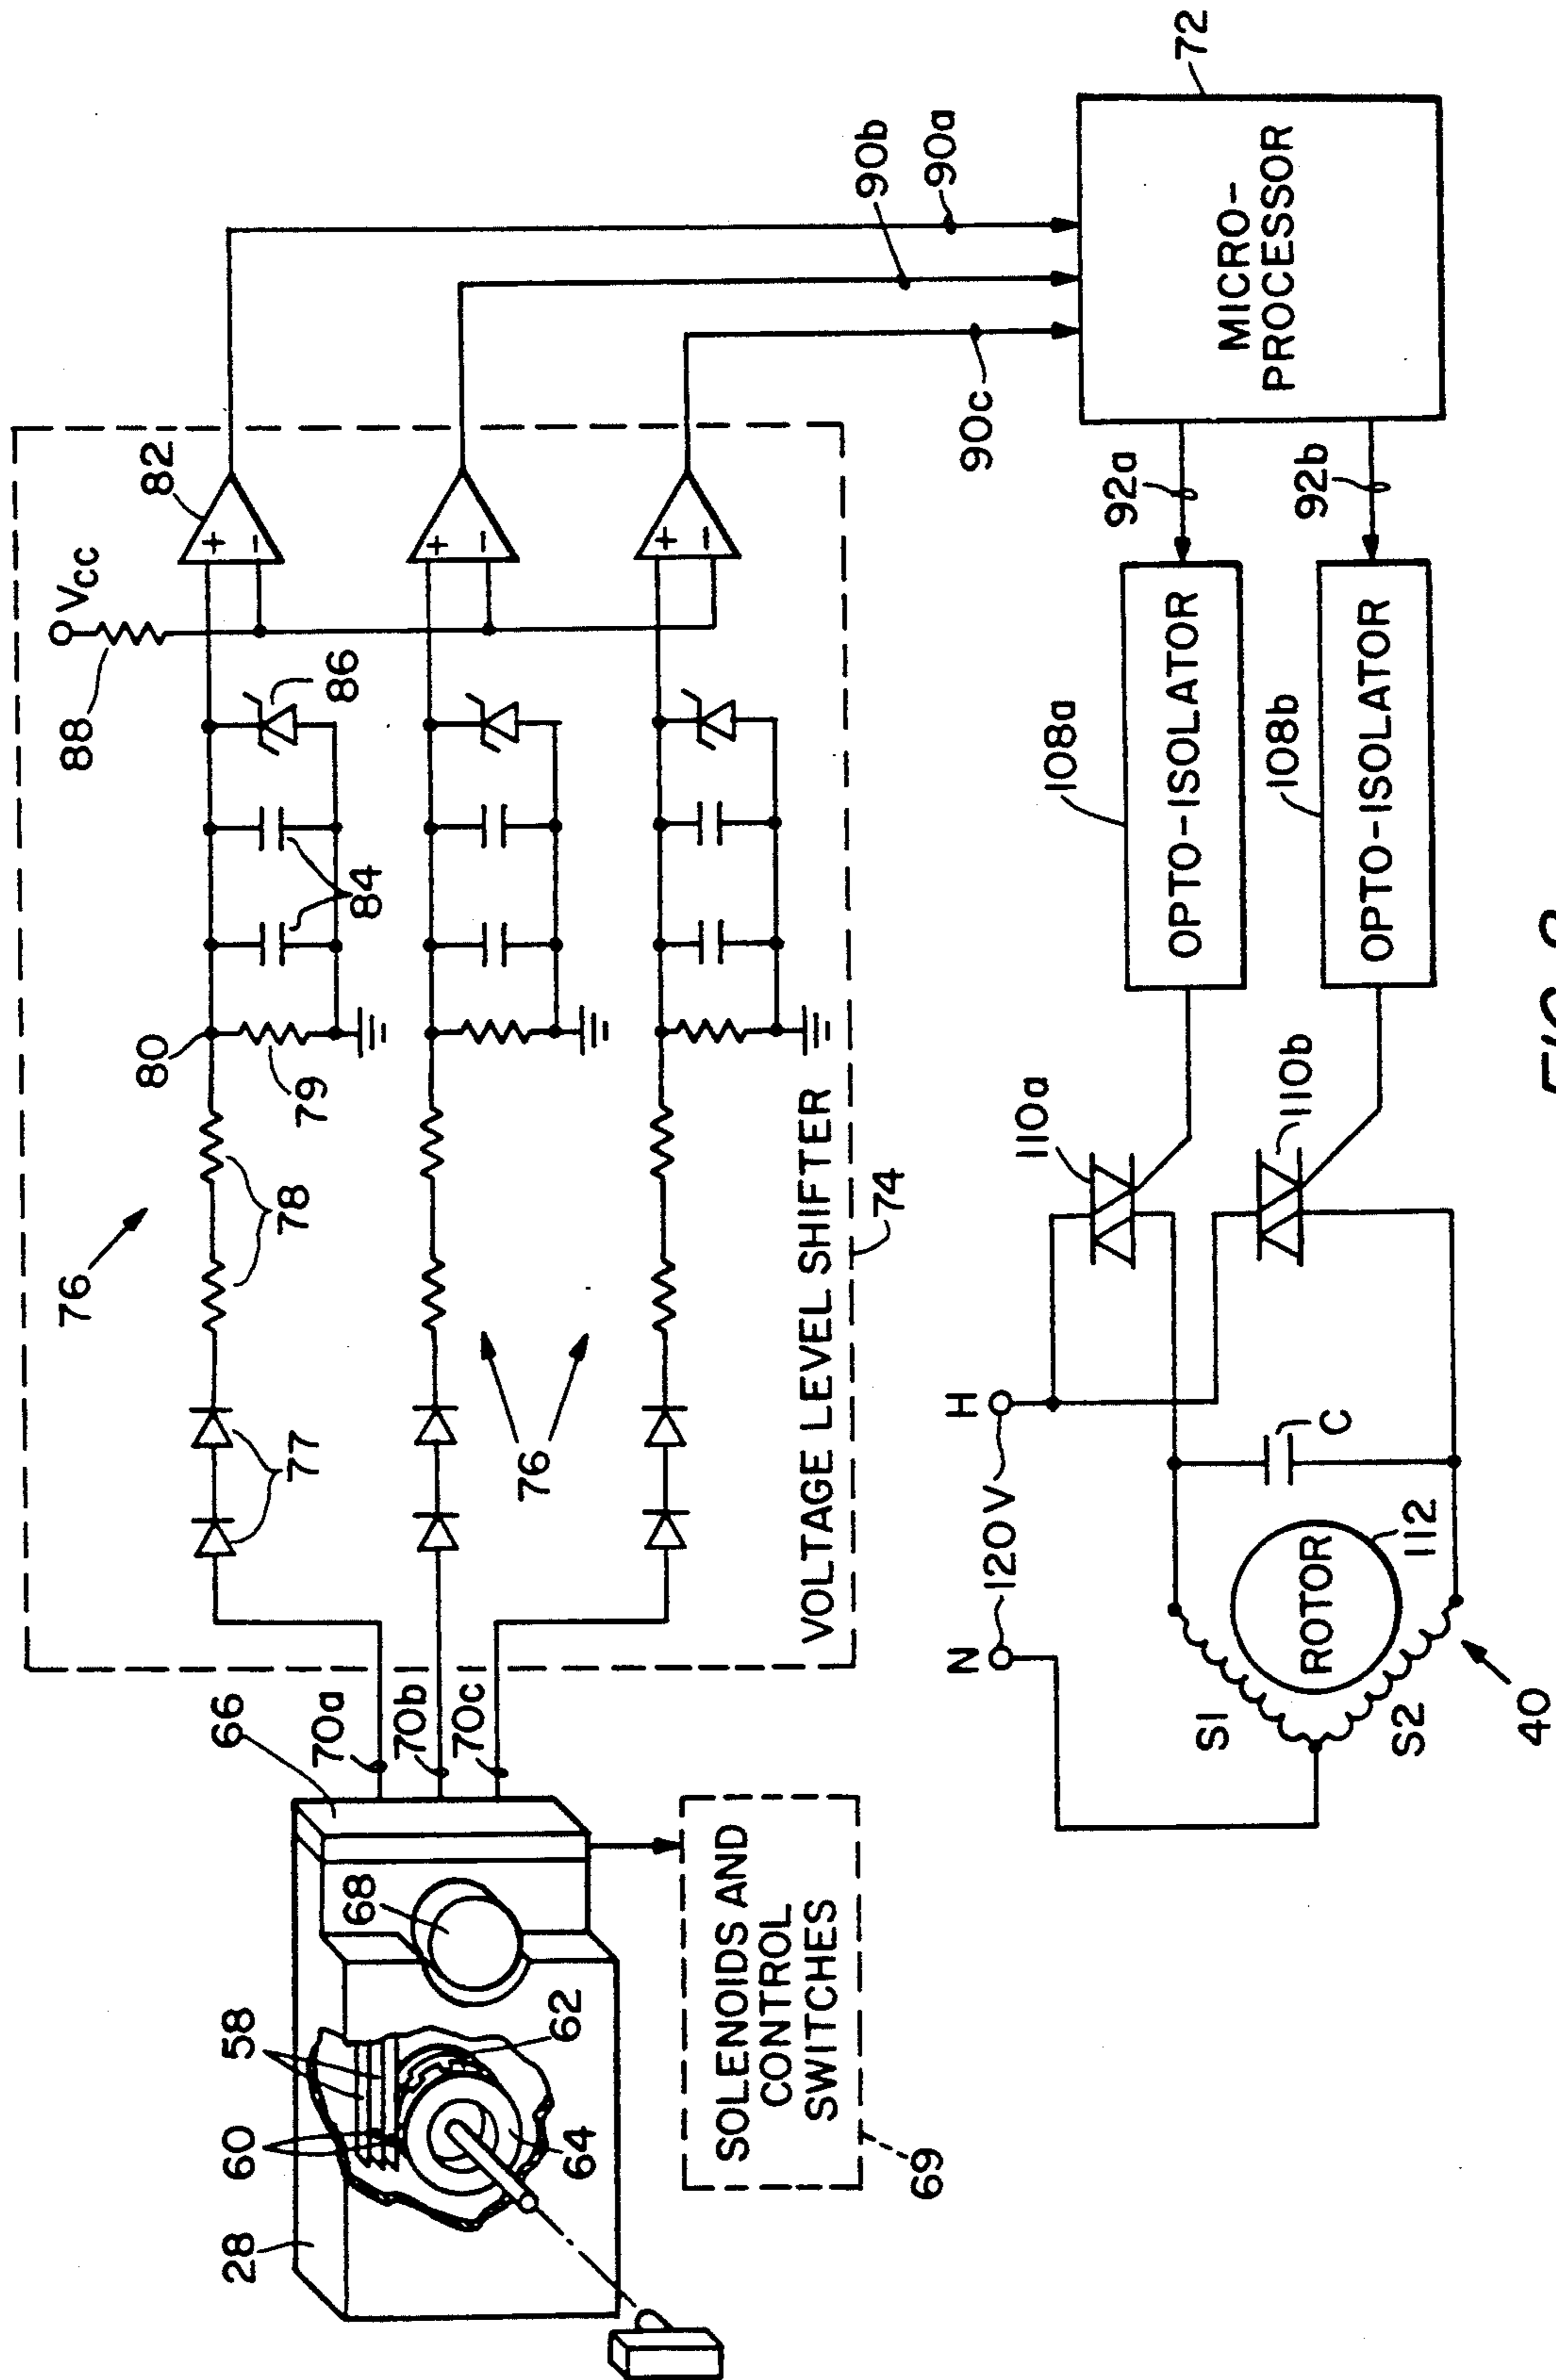 76
80
82
VCC
88
86
84
79
78
77
76
VOLTAGE LEVEL SHIFTER
74
66
70a
70b
70c
28
60
58
68
62
64
SOLENOIDS AND
CONTROL
SWITCHES
69
90b
90a
90c
72
MICRO-
PROCESSOR
92a
92b
108a
OPTO-ISOLATOR
108b
OPTO-ISOLATOR
110a
110b
N
120V
H
C
S1
S2
ROTOR
112
40
+
−
+
−
+
−